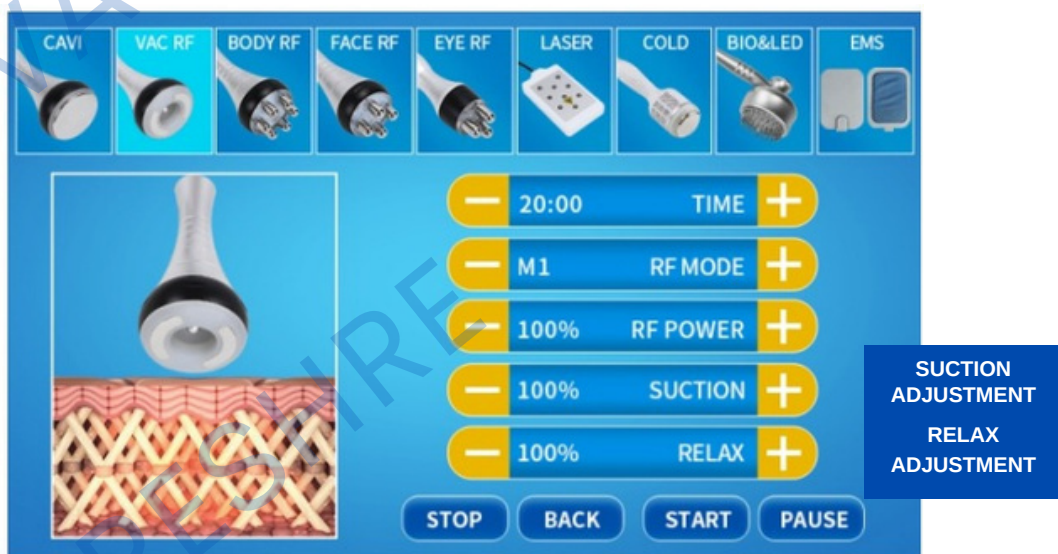 CAVI
VAC RF
BODY RF
FACE RF
EYE RF
LASER
COLD
BIO&LED
EMS
20:00 TIME
M1 RF MODE
100% RF POWER
100% SUCTION
100% RELAX
SUCTION
ADJUSTMENT
RELAX
ADJUSTMENT
STOP
BACK
START
PAUSE